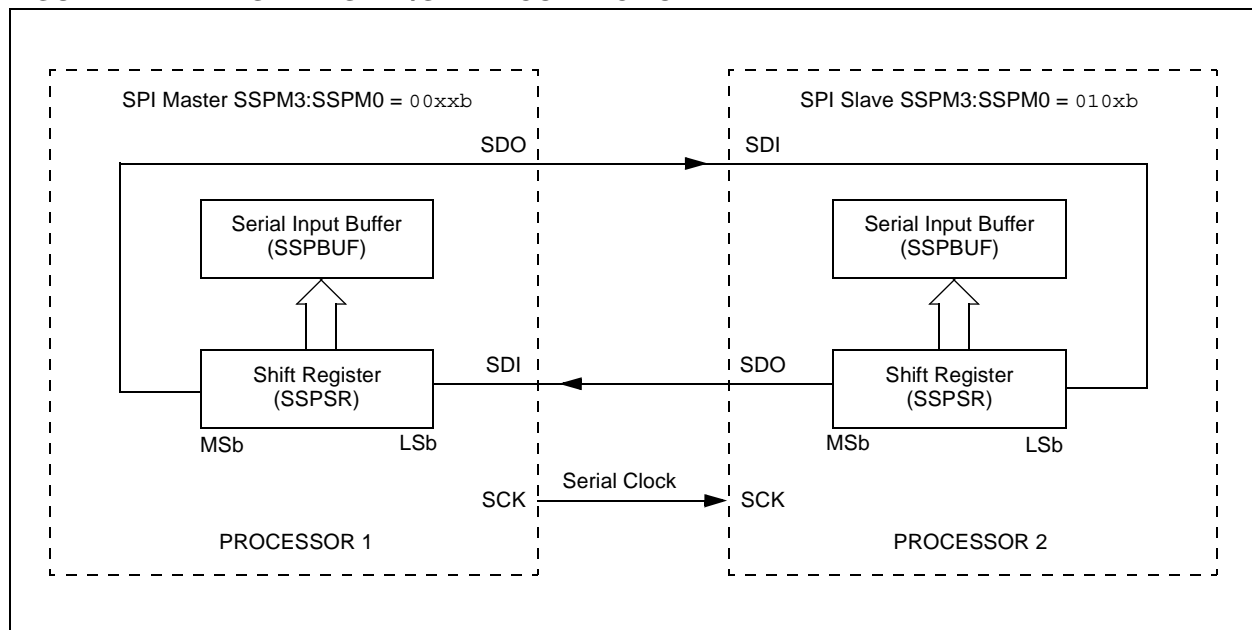 SPI Master SSPM3:SSPM0 = 00xxb
SPI Slave SSPM3:SSPM0 = 010xb
SDO
SDI
Serial Input Buffer
(SSPBUF)
Serial Input Buffer
(SSPBUF)
Shift Register
(SSPSR)
SDI
SDO
Shift Register
(SSPSR)
MSb
LSb
MSb
LSb
SCK
Serial Clock
SCK
PROCESSOR 1
PROCESSOR 2